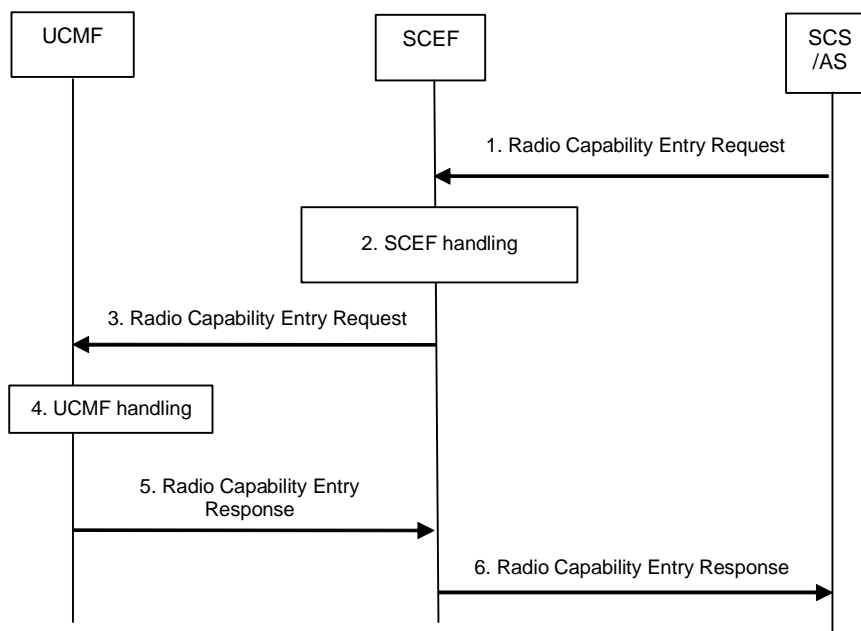 UCMF
SCEF
SCS
/AS
1. Radio Capability Entry Request
2. SCEF handling
3. Radio Capability Entry Request
4. UCMF handling
5. Radio Capability Entry
Response
6. Radio Capability Entry Response